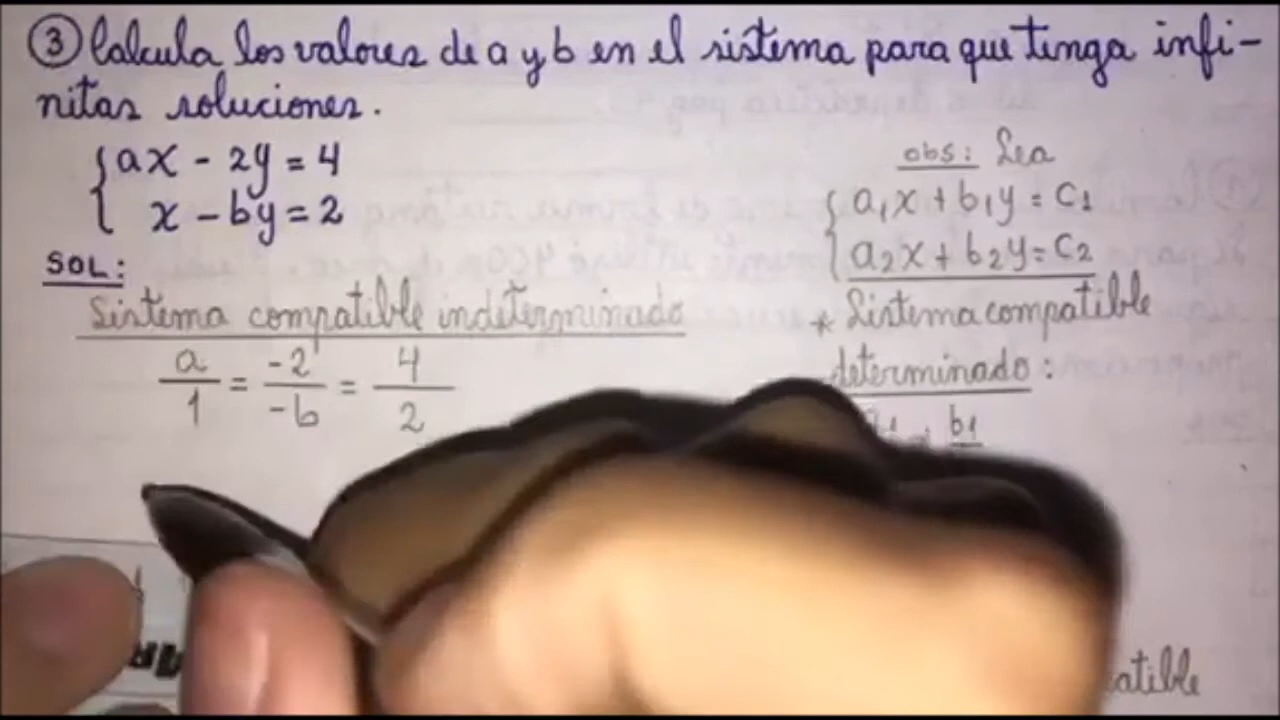 ③ Calcula los valores de a y b en el sistema para que tenga infi-
nitas soluciones.
ax - 2y = 4
x - by = 2
SOL:
Sistema compatible indeterminado
a/1 = -2/-b = 4/2
obs: Sea
a₁x + b₁y = c₁
a₂x + b₂y = c₂
* Sistema compatible
determinado:
b₁